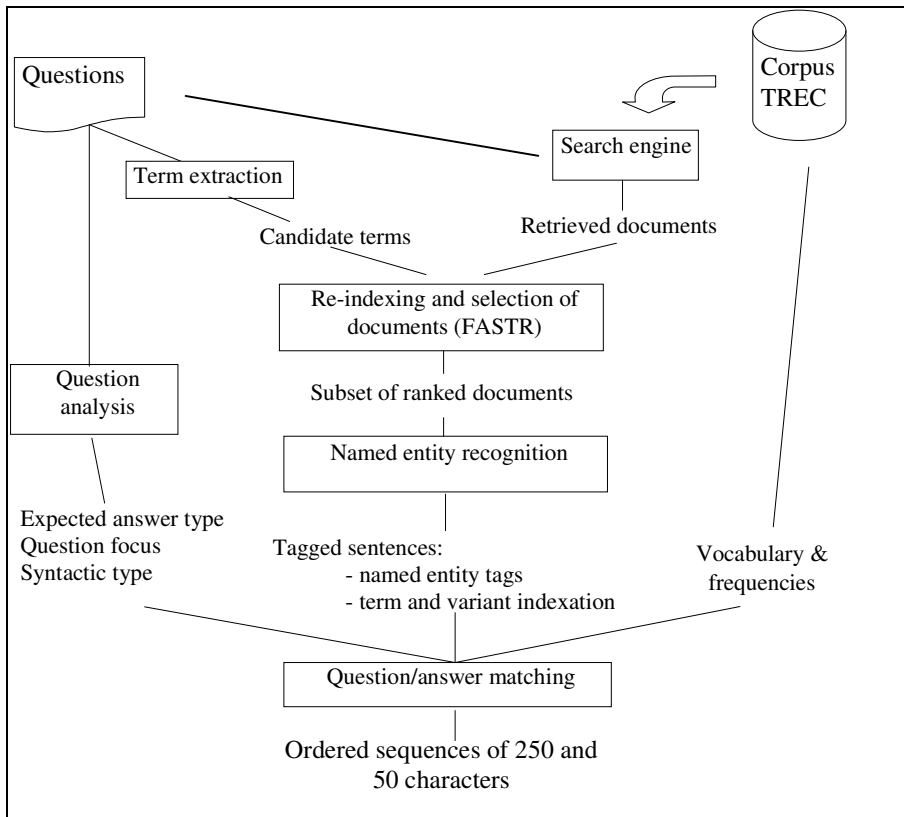 Questions
Corpus
TREC
Search engine
Term extraction
Candidate terms
Retrieved documents
Re-indexing and selection of
documents (FASTR)
Question
analysis
Subset of ranked documents
Named entity recognition
Expected answer type
Question focus
Syntactic type
Tagged sentences:
- named entity tags
- term and variant indexation
Vocabulary &
frequencies
Question/answer matching
Ordered sequences of 250 and
50 characters